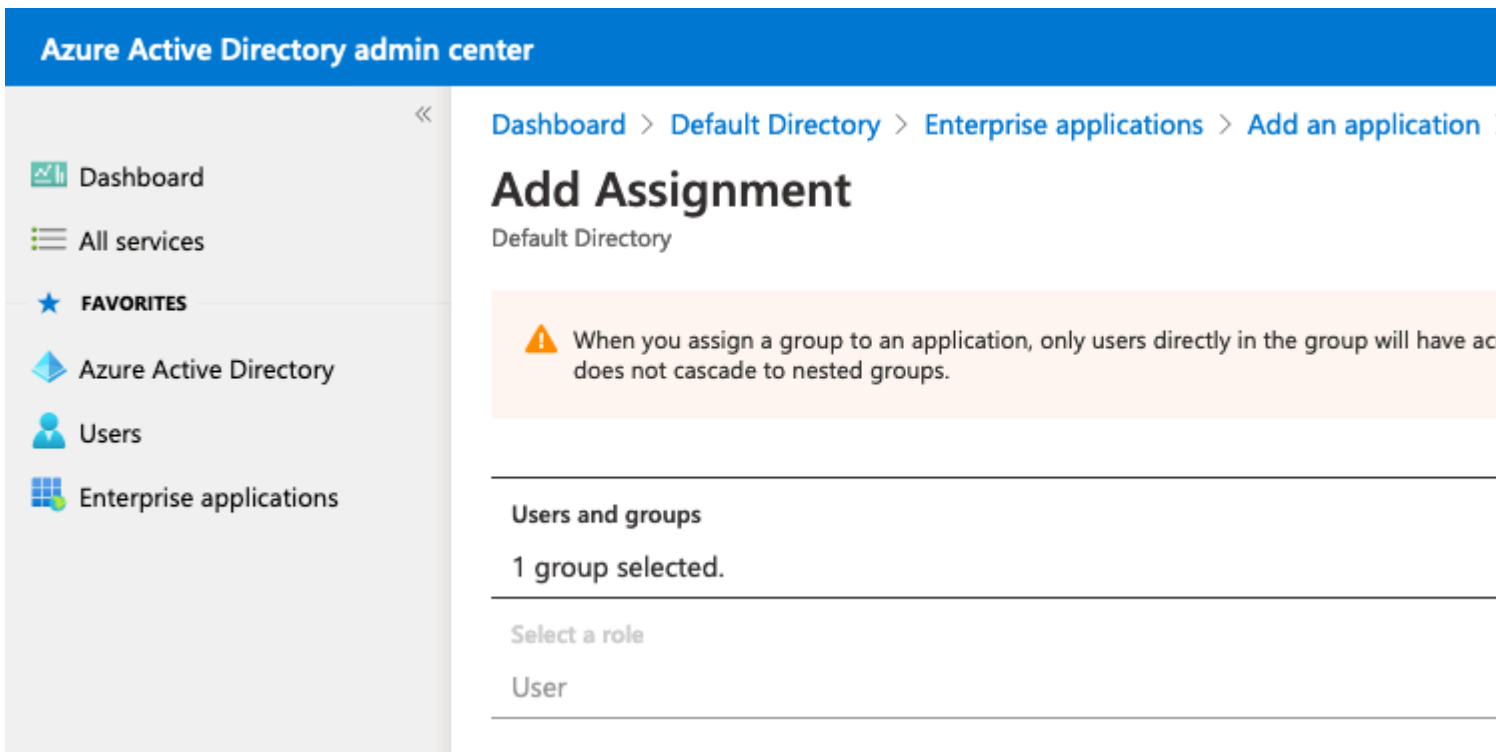 Azure Active Directory admin center
«
Dashboard > Default Directory > Enterprise applications > Add an application
Dashboard
All services
FAVORITES
Azure Active Directory
Users
Enterprise applications
Add Assignment
Default Directory
When you assign a group to an application, only users directly in the group will have ac
does not cascade to nested groups.
Users and groups
1 group selected.
Select a role
User